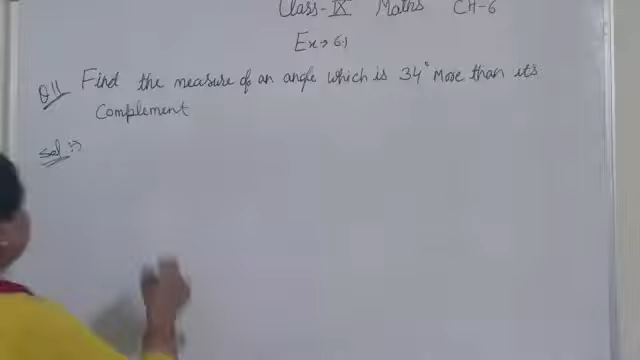 Class-IX Maths CH-6
Ex→6.1
Q11 Find the measure of an angle which is 34° More than its
Complement
Sol :→